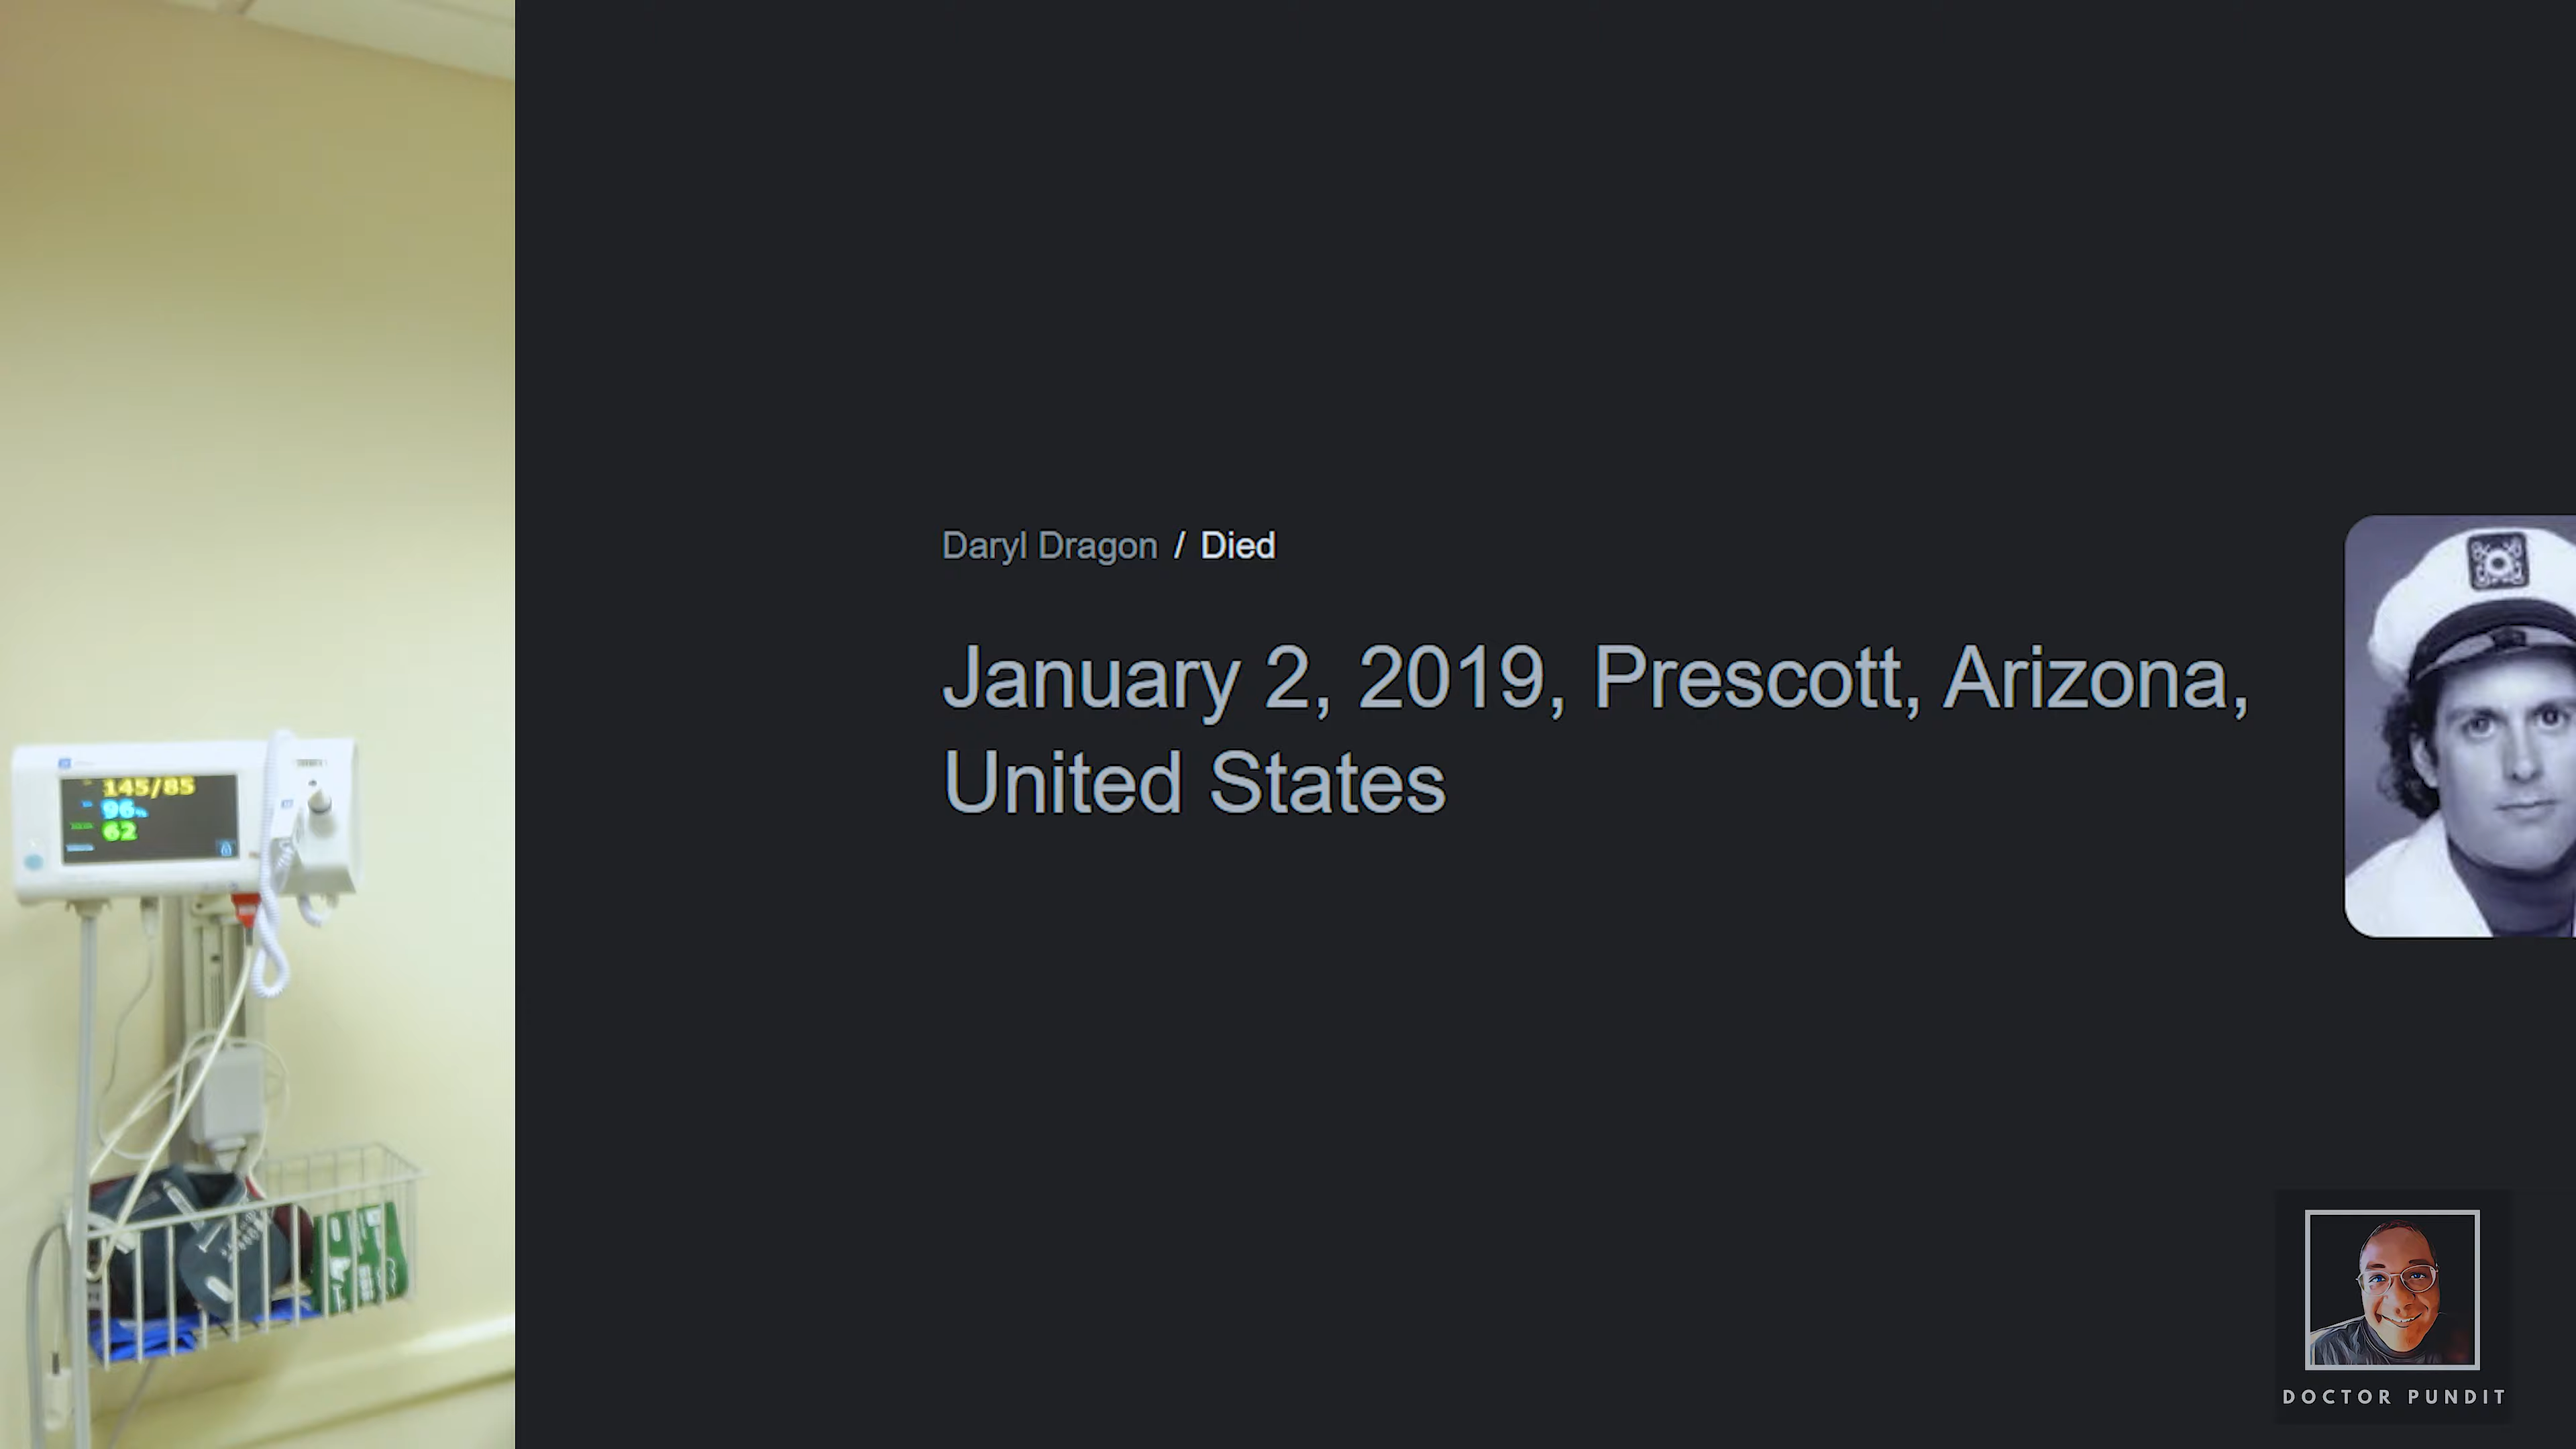 145/85
96%
62
Daryl Dragon / Died
January 2, 2019, Prescott, Arizona,
United States
DOCTOR PUNDIT